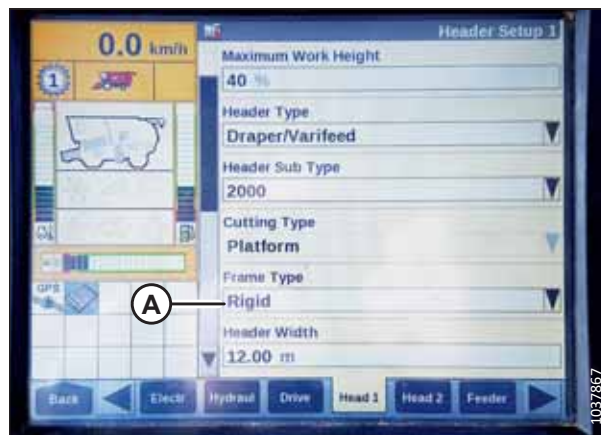 0.0 km/h
Header Setup 1
1
Maximum Work Height
40 %
Header Type
Draper/Varifeed
Header Sub Type
2000
Cutting Type
Platform
Frame Type
Rigid
A
Header Width
12.00 m
GPS
Back
Electr
Hydraul
Drive
Head 1
Head 2
Feeder
1037867